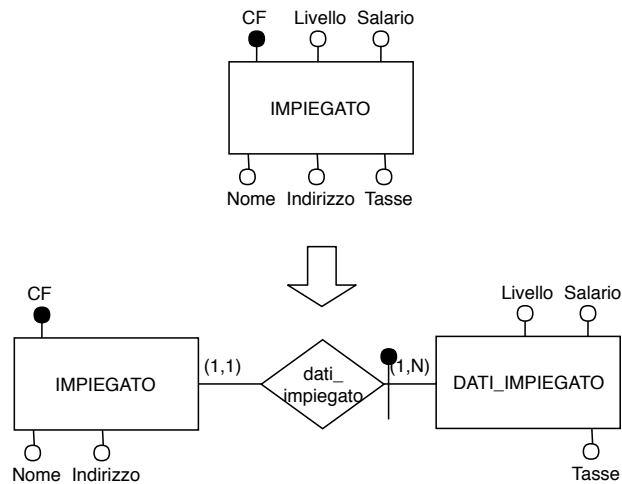 CF Livello Salario
IMPIEGATO
Nome Indirizzo Tasse
CF Livello Salario
(1,1) dati_ (1,N)
IMPIEGATO impiegato DATI_IMPIEGATO
Nome Indirizzo Tasse